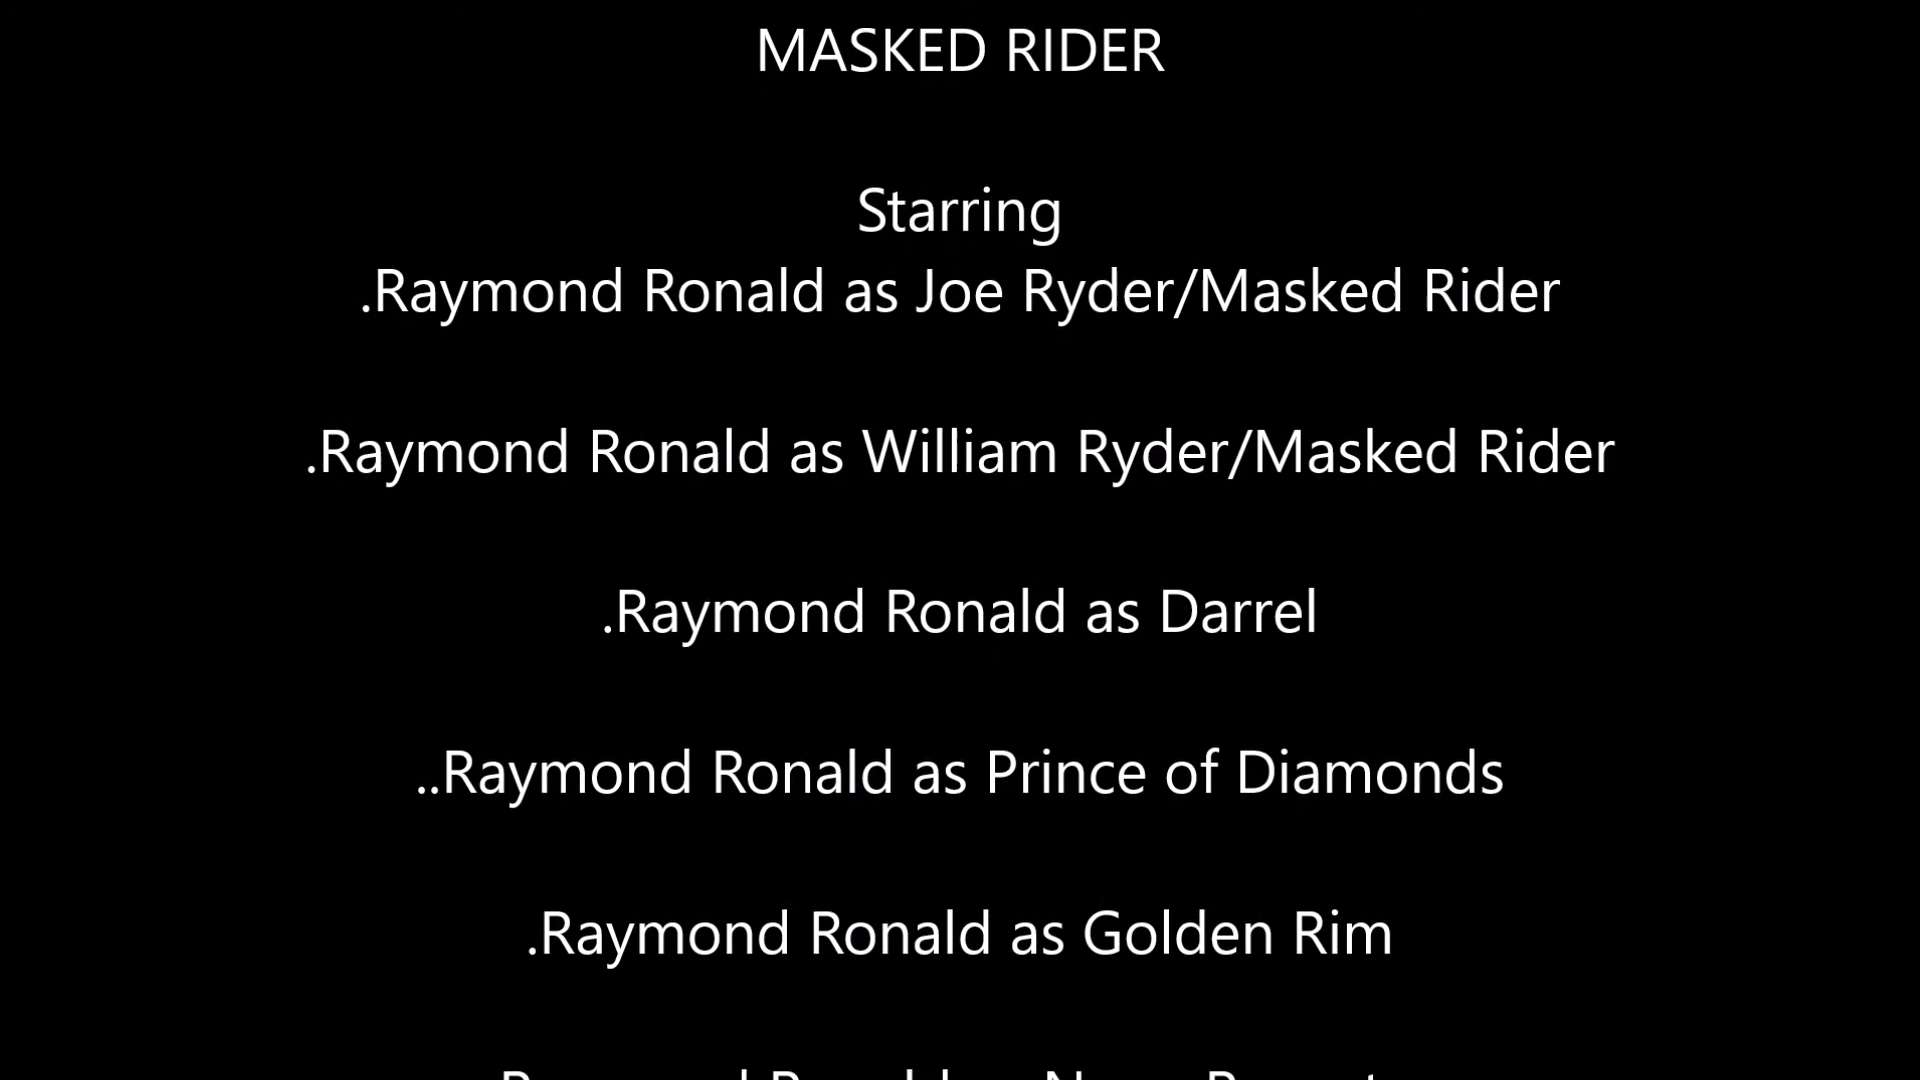 MASKED RIDER
Starring
.Raymond Ronald as Joe Ryder/Masked Rider
.Raymond Ronald as William Ryder/Masked Rider
.Raymond Ronald as Darrel
..Raymond Ronald as Prince of Diamonds
.Raymond Ronald as Golden Rim